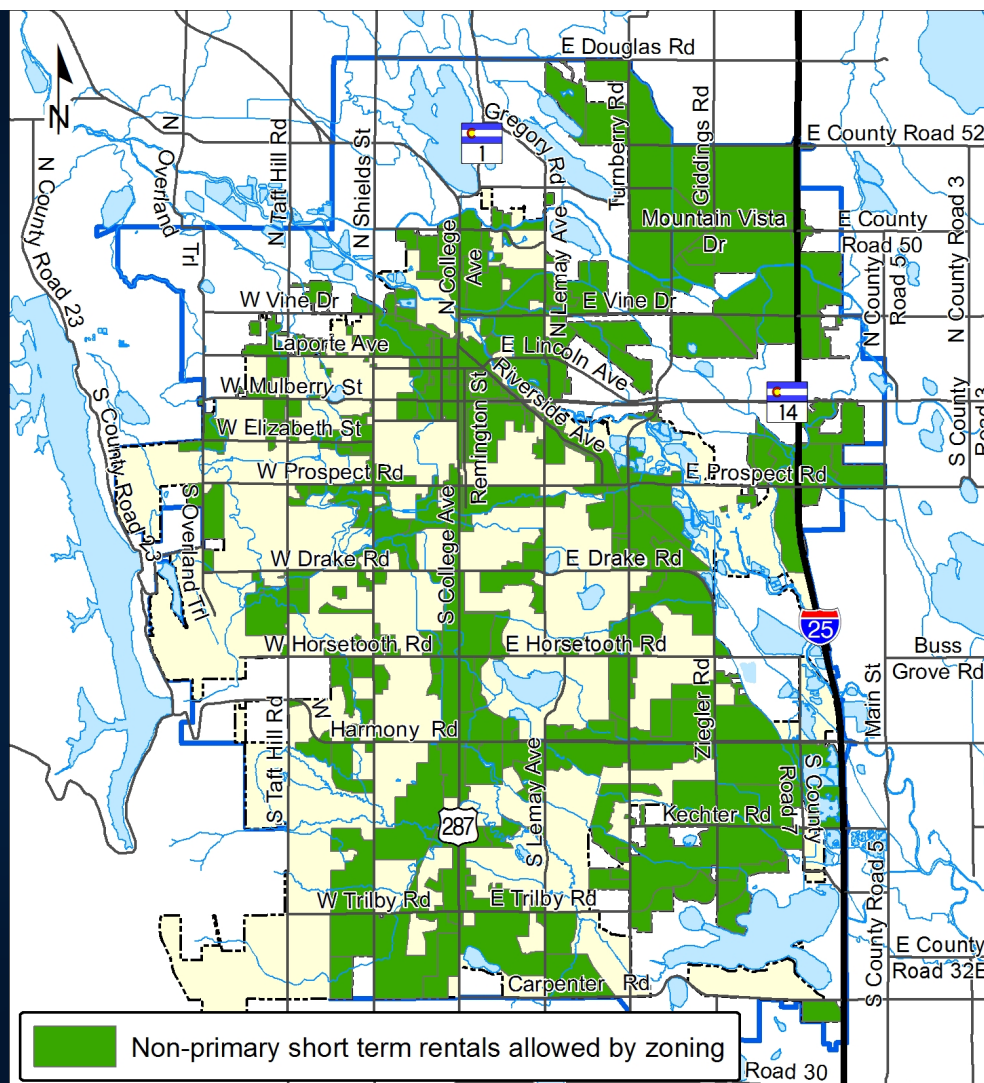 E Douglas Rd
N
Gregory Rd
1
Turnberry Rd
Giddings Rd
E County Road 52
N County Road 23
N
Overland
Trl
N Taft Hill Rd
N Shields St
N College
Ave
N Lemay Ave
Mountain Vista
Dr
E County
Road 50
N County
Road 5
N County Road 3
W Vine Dr
E Vine Dr
Laporte Ave
E Lincoln Ave
W Mulberry St
Riverside Ave
Remington St
14
S County
Road 3
W Elizabeth St
S County Road 23
W Prospect Rd
E Prospect Rd
S Overland Trl
S College Ave
W Drake Rd
E Drake Rd
25
W Horsetooth Rd
E Horsetooth Rd
Buss
Grove Rd
Ziegler Rd
Main St
W
Harmony Rd
S Taft Hill Rd
S Lemay Ave
287
Kechter Rd
S County
Road 7
S County Road 5
W Trilby Rd
E Trilby Rd
E County
Road 32E
Carpenter Rd
Non-primary short term rentals allowed by zoning
Road 30